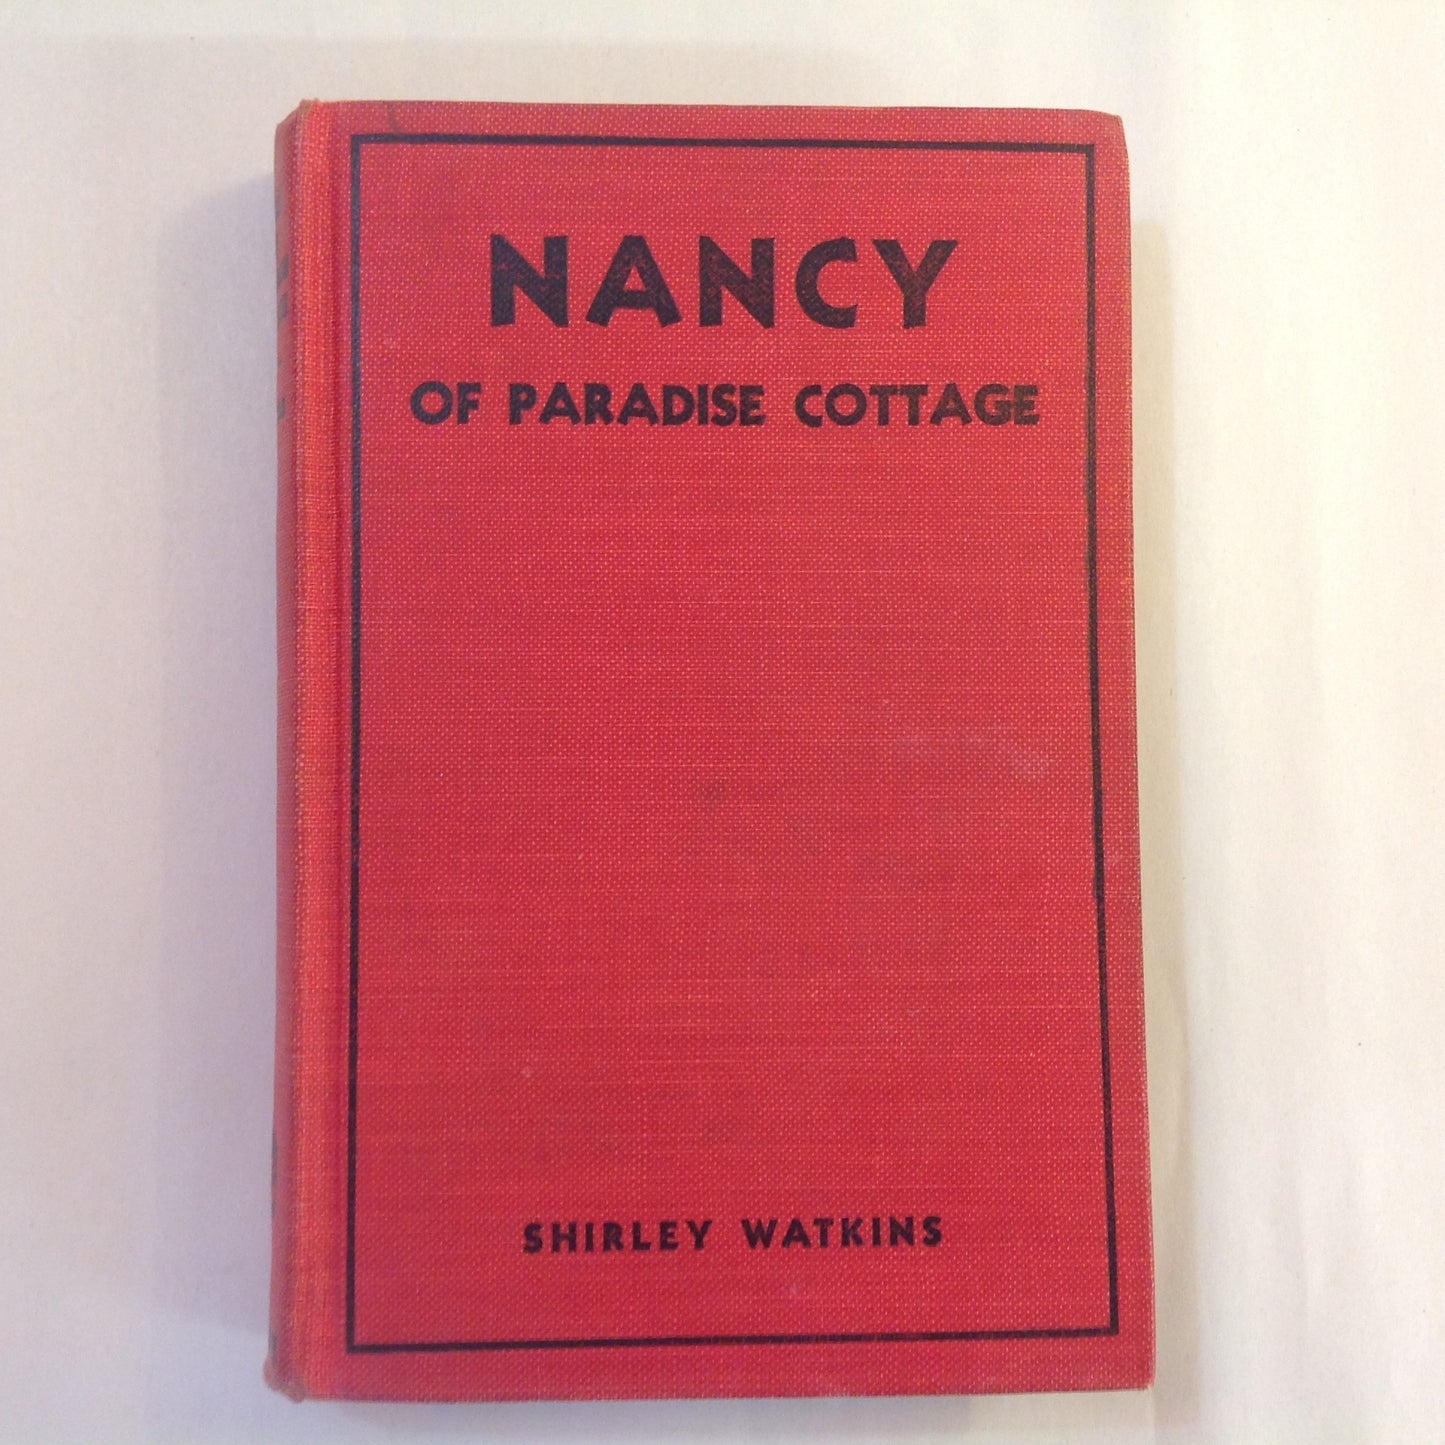 NANCY
OF PARADISE COTTAGE
SHIRLEY WATKINS